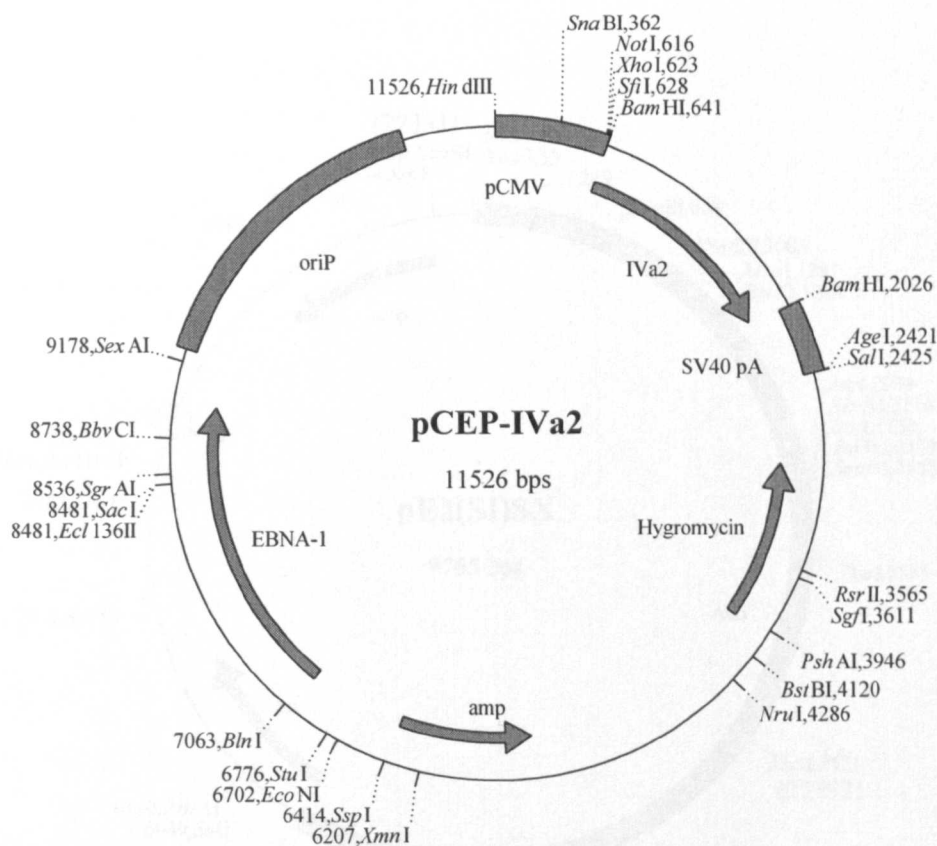 SnaBI,362
NotI,616
XhoI,623
SfiI,628
11526,Hin dIII
BamHI,641
pCMV
oriP
IVa2
BamHI,2026
9178,SexAI
AgeI,2421
SalI,2425
SV40 pA
8738,BbvCI
pCEP-IVa2
11526 bps
8536,SgrAI
8481,SacI
8481,Ecl136II
EBNA-1
Hygromycin
RsrII,3565
SgfI,3611
PshAI,3946
BstBI,4120
NruI,4286
amp
7063,BlnI
6776,StuI
6702,EcoNI
6414,SspI
6207,XmnI